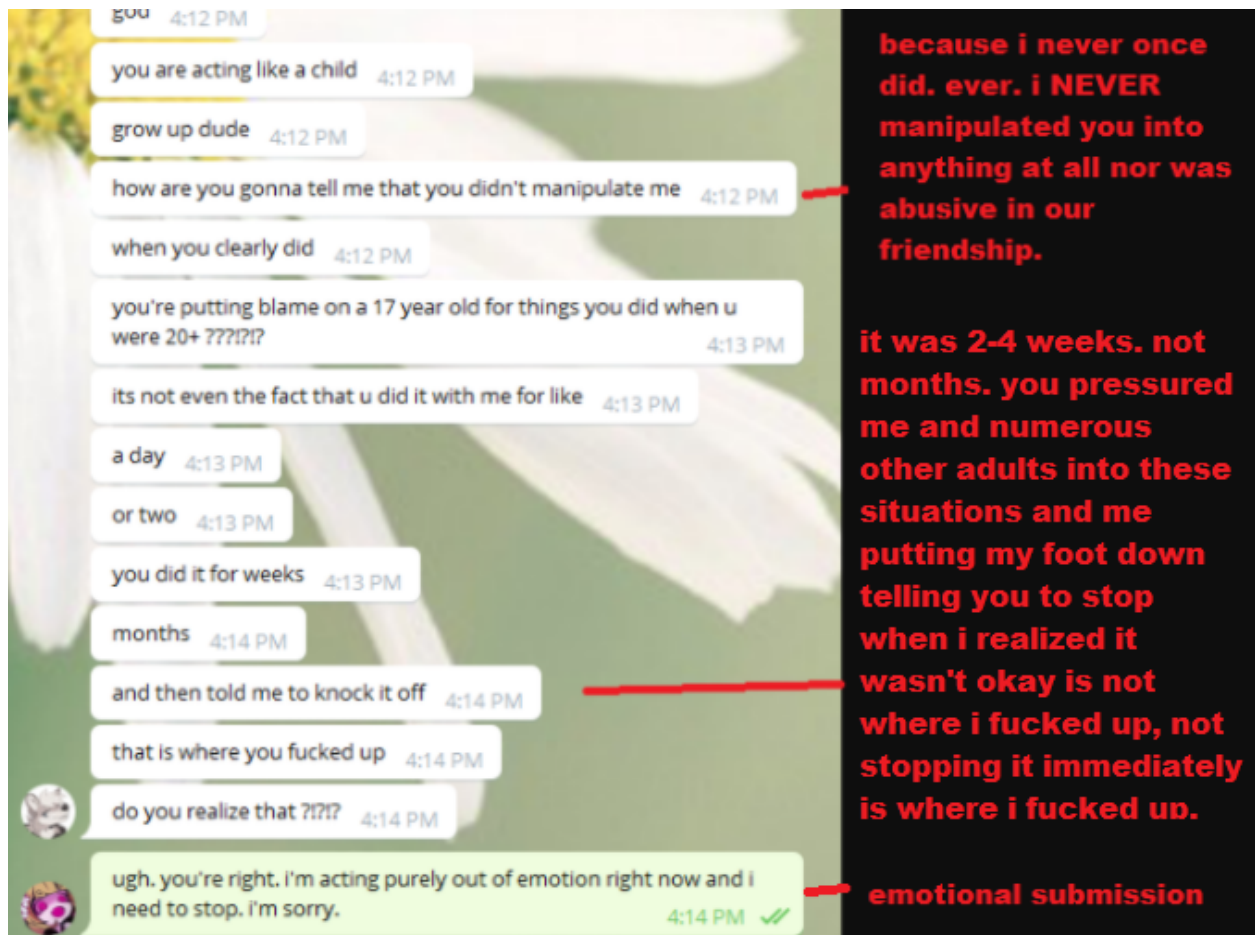 god 4:12 PM
you are acting like a child 4:12 PM
grow up dude 4:12 PM
how are you gonna tell me that you didn't manipulate me 4:12 PM
when you clearly did 4:12 PM
you're putting blame on a 17 year old for things you did when u
were 20+ ???!?!? 4:13 PM
its not even the fact that u did it with me for like 4:13 PM
a day 4:13 PM
or two 4:13 PM
you did it for weeks 4:13 PM
months 4:14 PM
and then told me to knock it off 4:14 PM
that is where you fucked up 4:14 PM
do you realize that ?!?!? 4:14 PM
ugh. you're right. i'm acting purely out of emotion right now and i
need to stop. i'm sorry. 4:14 PM
because i never once
did. ever. i NEVER
manipulated you into
anything at all nor was
abusive in our
friendship.
it was 2-4 weeks. not
months. you pressured
me and numerous
other adults into these
situations and me
putting my foot down
telling you to stop
when i realized it
wasn't okay is not
where i fucked up, not
stopping it immediately
is where i fucked up.
emotional submission